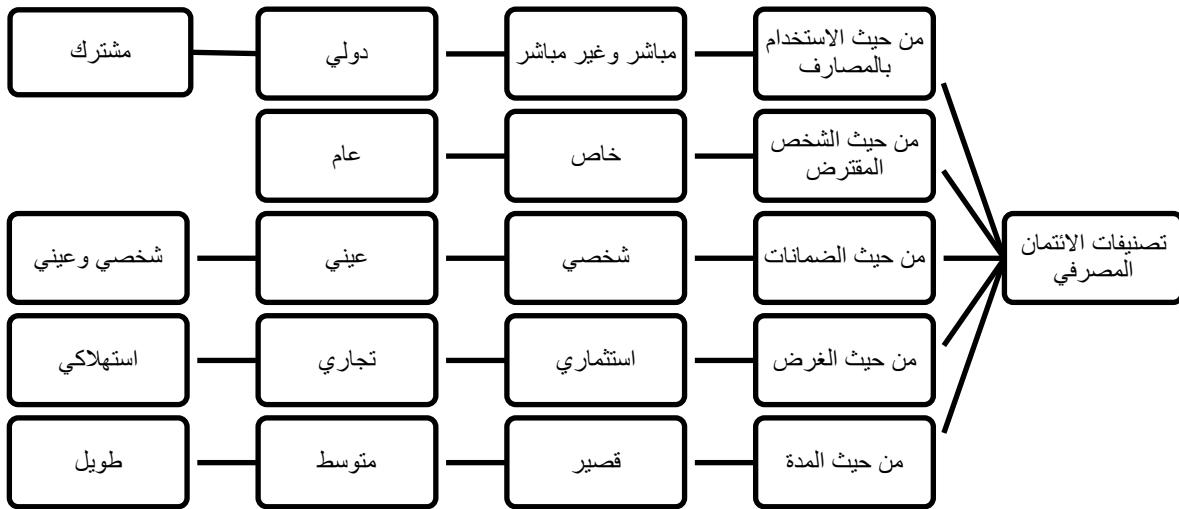 تصنيفات الائتمان
المصرفي
من حيث الاستخدام
بالمصارف
مباشر وغير مباشر
دولي
مشترك
من حيث الشخص
المقترض
خاص
عام
من حيث الضمانات
شخصي
عيني
شخصي وعيني
من حيث الغرض
استثماري
تجاري
استهلاكي
من حيث المدة
قصير
متوسط
طويل